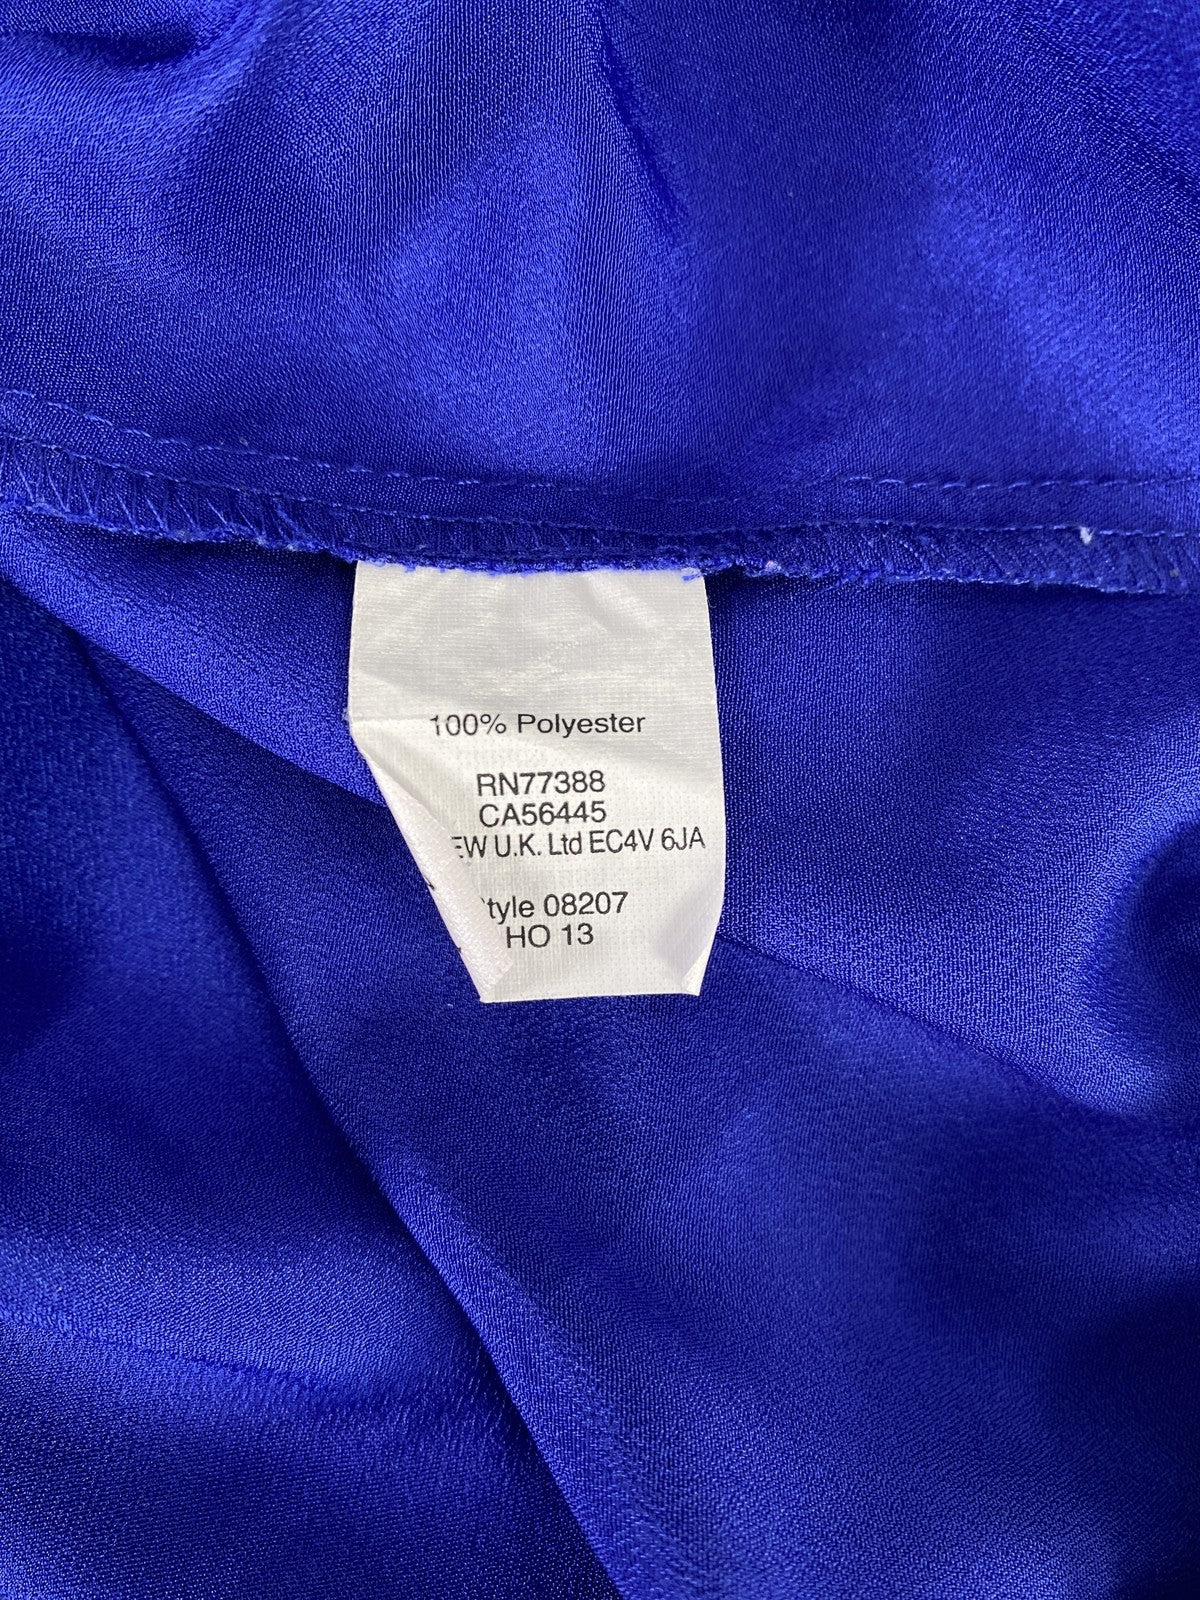 100% Polyester
RN77388
CA56445
EW U.K. Ltd EC4V 6JA
tyle 08207
HO 13